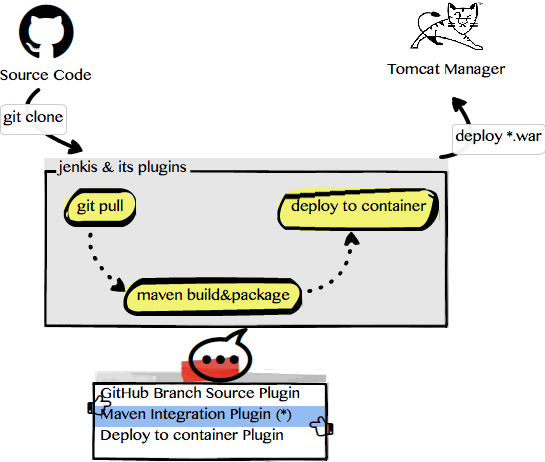 Source Code
Tomcat Manager
git clone
deploy *.war
jenkis & its plugins
git pull
deploy to container
maven build&package
GitHub Branch Source Plugin
Maven Integration Plugin (*)
Deploy to container Plugin